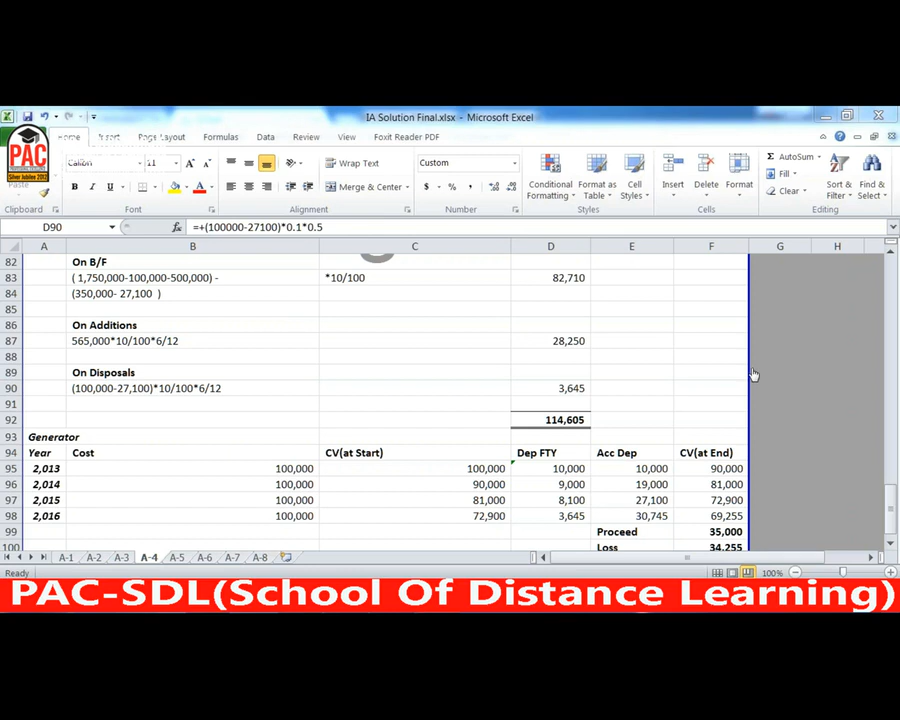 IA Solution Final.xlsx - Microsoft Excel
Home Insert Page Layout Formulas Data Review View Foxit Reader PDF
PAC
Silver Jubilee 2012
Paste
Calibri 11 Wrap Text Custom AutoSum
Fill
B I U Merge & Center $ % , Conditional Formatting Format as Table Cell Styles Insert Delete Format Clear Sort & Filter Find & Select
Clipboard Font Alignment Number Styles Cells Editing
D90 fx =+(100000-27100)*0.1*0.5
A B C D E F G H
82 On B/F
83 ( 1,750,000-100,000-500,000) - *10/100 82,710
84 (350,000- 27,100 )
85
86 On Additions
87 565,000*10/100*6/12 28,250
88
89 On Disposals
90 (100,000-27,100)*10/100*6/12 3,645
91
92 114,605
93 Generator
94 Year Cost CV(at Start) Dep FTY Acc Dep CV(at End)
95 2,013 100,000 100,000 10,000 10,000 90,000
96 2,014 100,000 90,000 9,000 19,000 81,000
97 2,015 100,000 81,000 8,100 27,100 72,900
98 2,016 100,000 72,900 3,645 30,745 69,255
99 Proceed 35,000
100 Loss 34,255
A-1 A-2 A-3 A-4 A-5 A-6 A-7 A-8
Ready 100%
PAC-SDL(School Of Distance Learning)